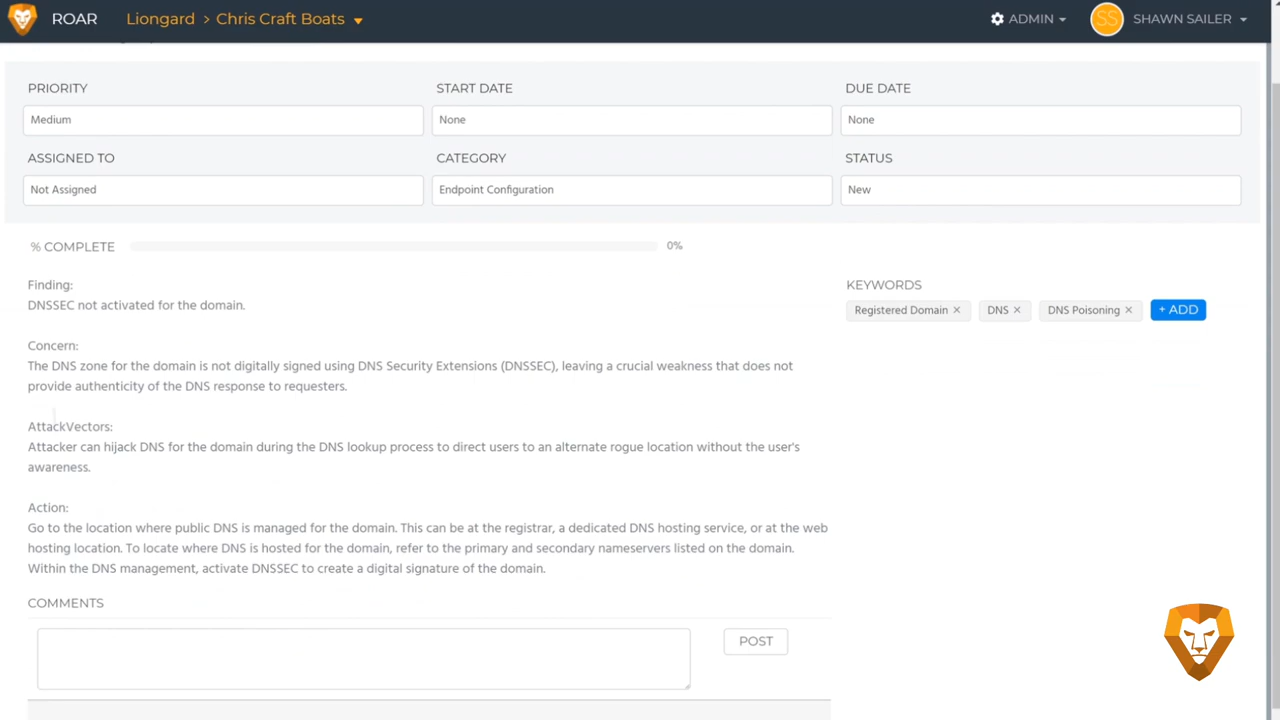 ROAR Liongard > Chris Craft Boats ADMIN SS SHAWN SAILER
PRIORITY START DATE DUE DATE
Medium None None
ASSIGNED TO CATEGORY STATUS
Not Assigned Endpoint Configuration New
% COMPLETE 0%
Finding:
DNSSEC not activated for the domain.
KEYWORDS
Registered Domain × DNS × DNS Poisoning × + ADD
Concern:
The DNS zone for the domain is not digitally signed using DNS Security Extensions (DNSSEC), leaving a crucial weakness that does not
provide authenticity of the DNS response to requesters.
AttackVectors:
Attacker can hijack DNS for the domain during the DNS lookup process to direct users to an alternate rogue location without the user's
awareness.
Action:
Go to the location where public DNS is managed for the domain. This can be at the registrar, a dedicated DNS hosting service, or at the web
hosting location. To locate where DNS is hosted for the domain, refer to the primary and secondary nameservers listed on the domain.
Within the DNS management, activate DNSSEC to create a digital signature of the domain.
COMMENTS
POST